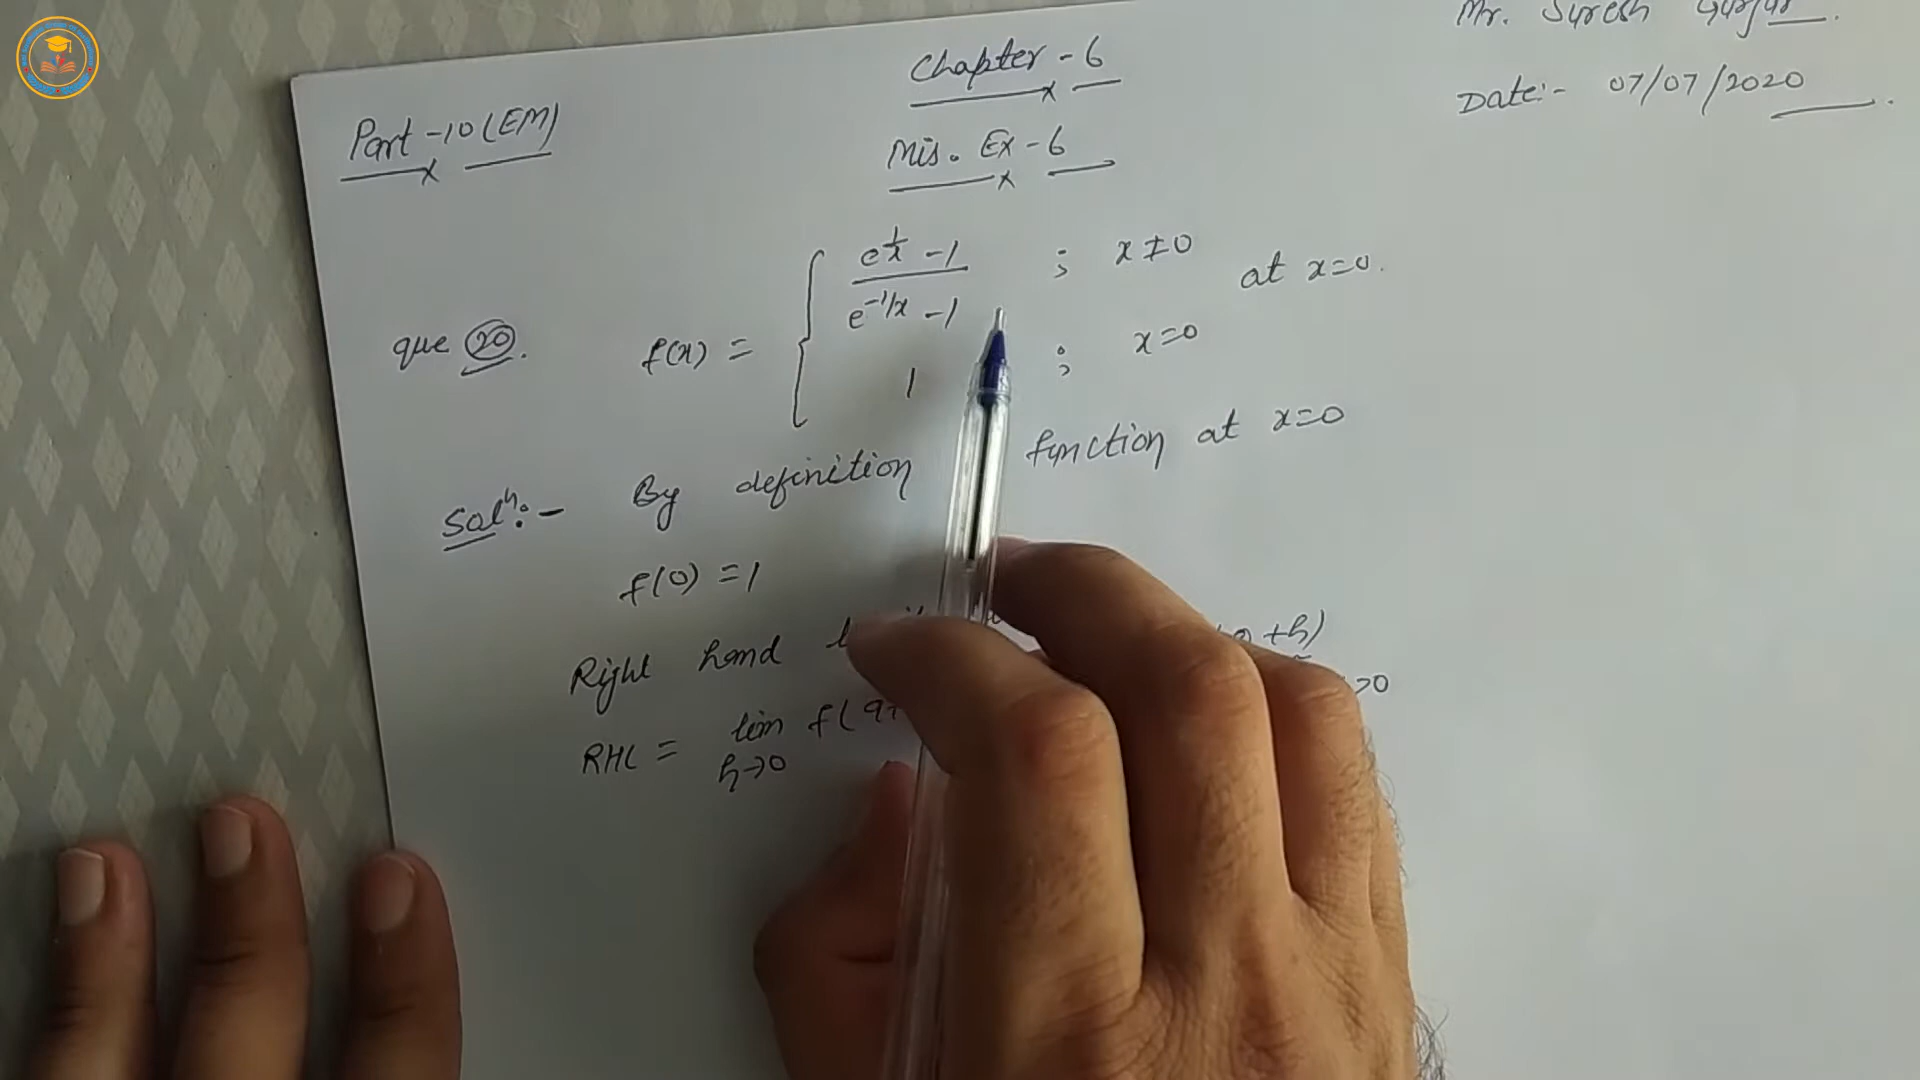 Mr. Suresh Gurjar.
Date:- 07/07/2020.
Chapter - 6
Part -10 (EM)
Mis. Ex - 6
que 20. f(x) = { (e^{1/x} - 1)/(e^{-1/x} - 1) ; x ≠ 0 at x=0.
1 ; x=0
Solⁿ:- By definition function at x=0
f(0) = 1
Right hand +h)
RHL = lim h→0 f( >0